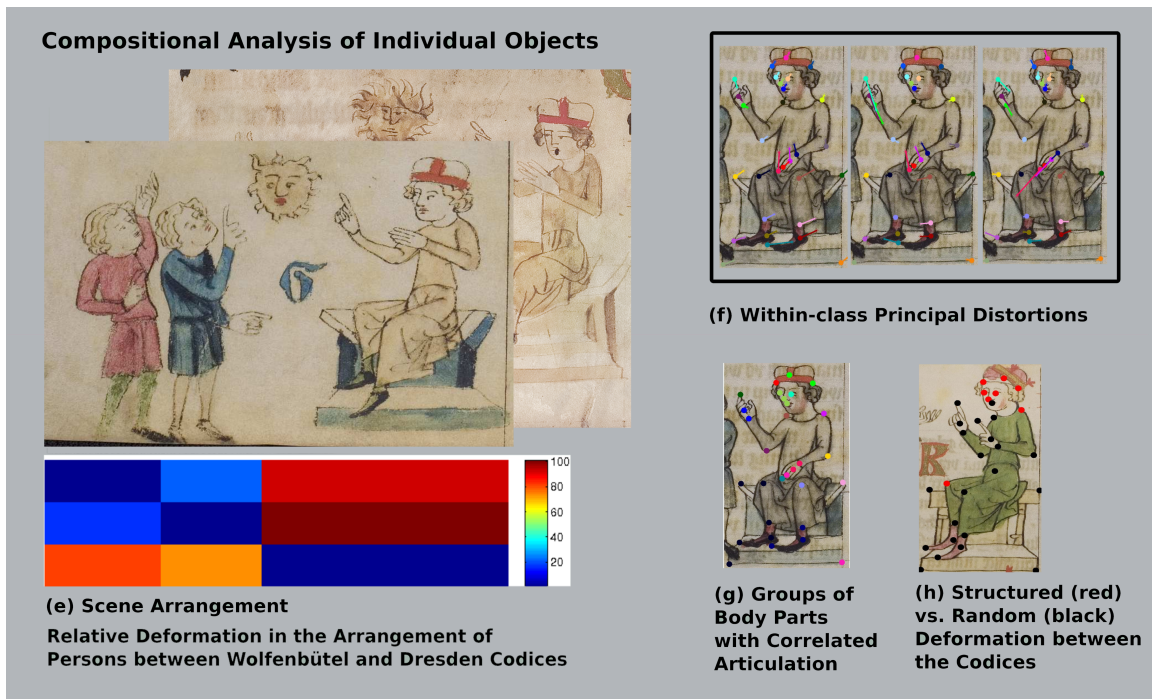 Compositional Analysis of Individual Objects
100
80
60
40
20
(e) Scene Arrangement
Relative Deformation in the Arrangement of
Persons between Wolfenbütel and Dresden Codices
(f) Within-class Principal Distortions
R
(g) Groups of
Body Parts
with Correlated
Articulation
(h) Structured (red)
vs. Random (black)
Deformation between
the Codices